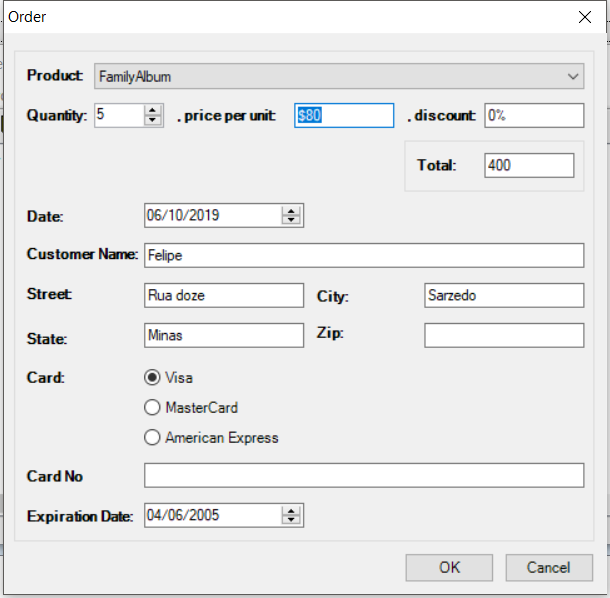 Order
Product: FamilyAlbum
Quantity: 5 . price per unit: $80 . discount: 0%
Total: 400
Date: 06/10/2019
Customer Name: Felipe
Street: Rua doze City: Sarzedo
State: Minas Zip:
Card: Visa
MasterCard
American Express
Card No
Expiration Date: 04/06/2005
OK Cancel